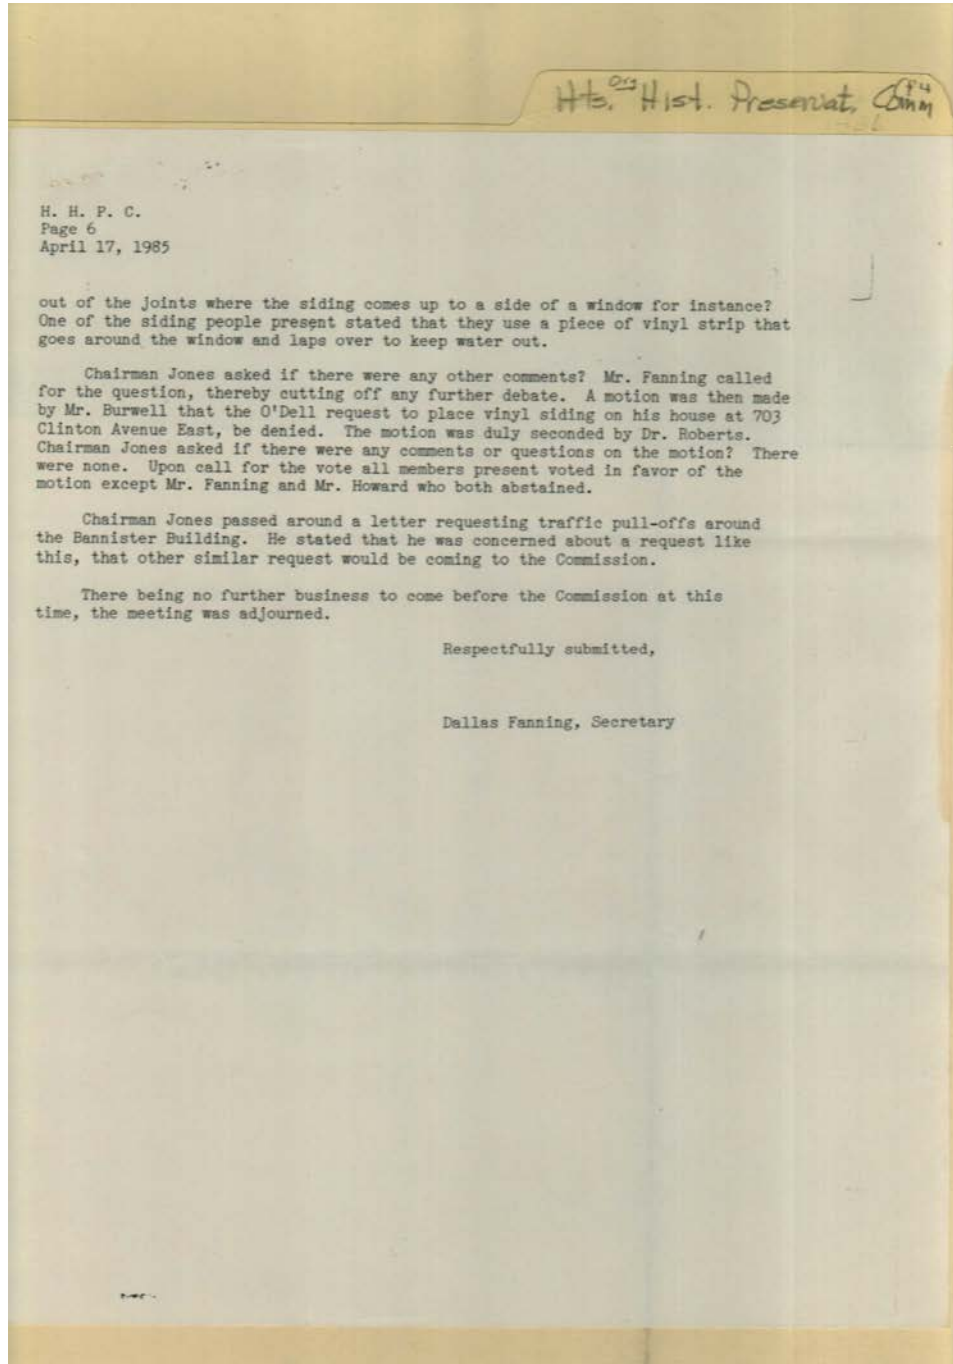 Org
Hts. Hist. Preservat. Comm
H. H. P. C.
Page 6
April 17, 1985
out of the joints where the siding comes up to a side of a window for instance?
One of the siding people present stated that they use a piece of vinyl strip that
goes around the window and laps over to keep water out.
Chairman Jones asked if there were any other comments? Mr. Fanning called
for the question, thereby cutting off any further debate. A motion was then made
by Mr. Burwell that the O'Dell request to place vinyl siding on his house at 703
Clinton Avenue East, be denied. The motion was duly seconded by Dr. Roberts.
Chairman Jones asked if there were any comments or questions on the motion? There
were none. Upon call for the vote all members present voted in favor of the
motion except Mr. Fanning and Mr. Howard who both abstained.
Chairman Jones passed around a letter requesting traffic pull-offs around
the Bannister Building. He stated that he was concerned about a request like
this, that other similar request would be coming to the Commission.
There being no further business to come before the Commission at this
time, the meeting was adjourned.
Respectfully submitted,
Dallas Fanning, Secretary